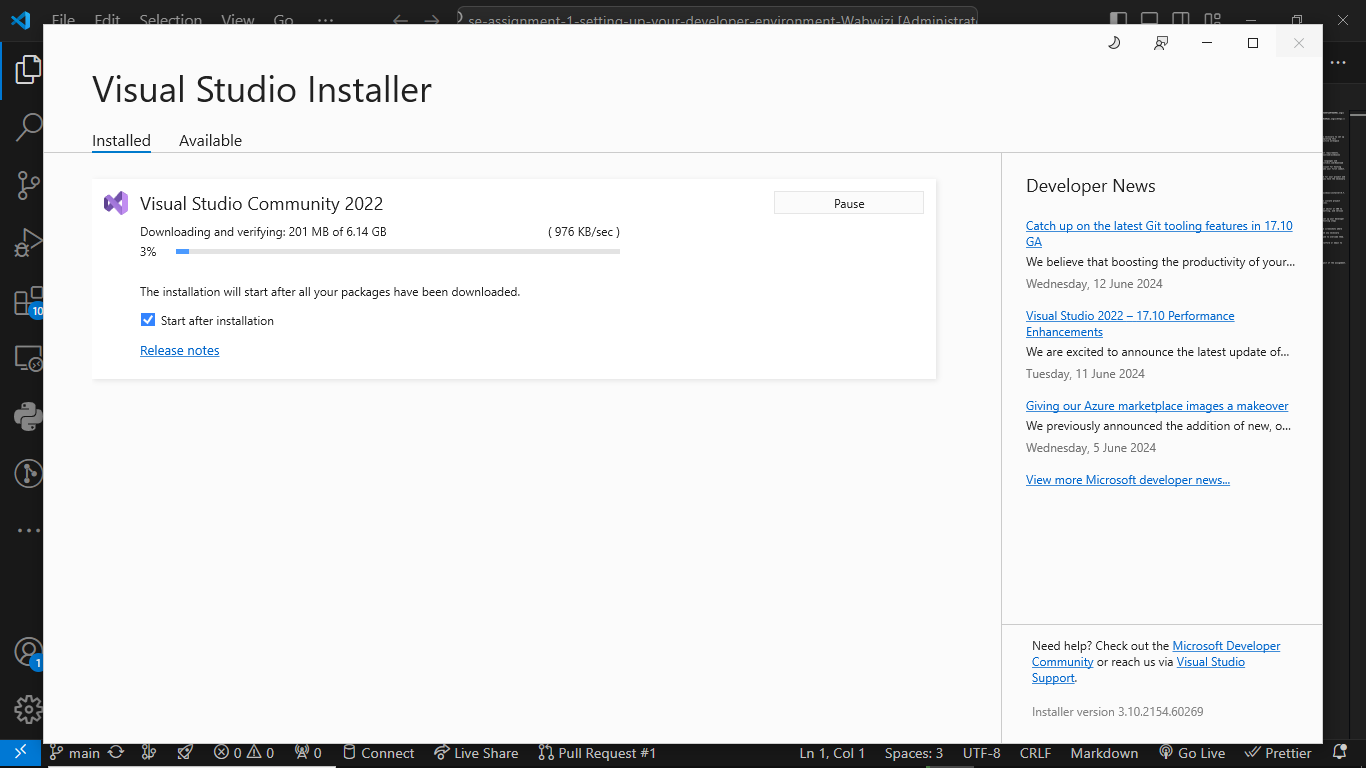 File Edit Selection View Go ...
se-assignment-1-setting-up-your-developer-environment-Wabwizi [Administrat
Visual Studio Installer
Installed Available
Visual Studio Community 2022
Pause
Downloading and verifying: 201 MB of 6.14 GB ( 976 KB/sec )
3%
The installation will start after all your packages have been downloaded.
Start after installation
Release notes
Developer News
Catch up on the latest Git tooling features in 17.10
GA
We believe that boosting the productivity of your...
Wednesday, 12 June 2024
Visual Studio 2022 – 17.10 Performance
Enhancements
We are excited to announce the latest update of...
Tuesday, 11 June 2024
Giving our Azure marketplace images a makeover
We previously announced the addition of new, o...
Wednesday, 5 June 2024
View more Microsoft developer news...
Need help? Check out the Microsoft Developer
Community or reach us via Visual Studio
Support.
Installer version 3.10.2154.60269
10
1
main 0 0 0 Connect Live Share Pull Request #1 Ln 1, Col 1 Spaces: 3 UTF-8 CRLF Markdown Go Live Prettier